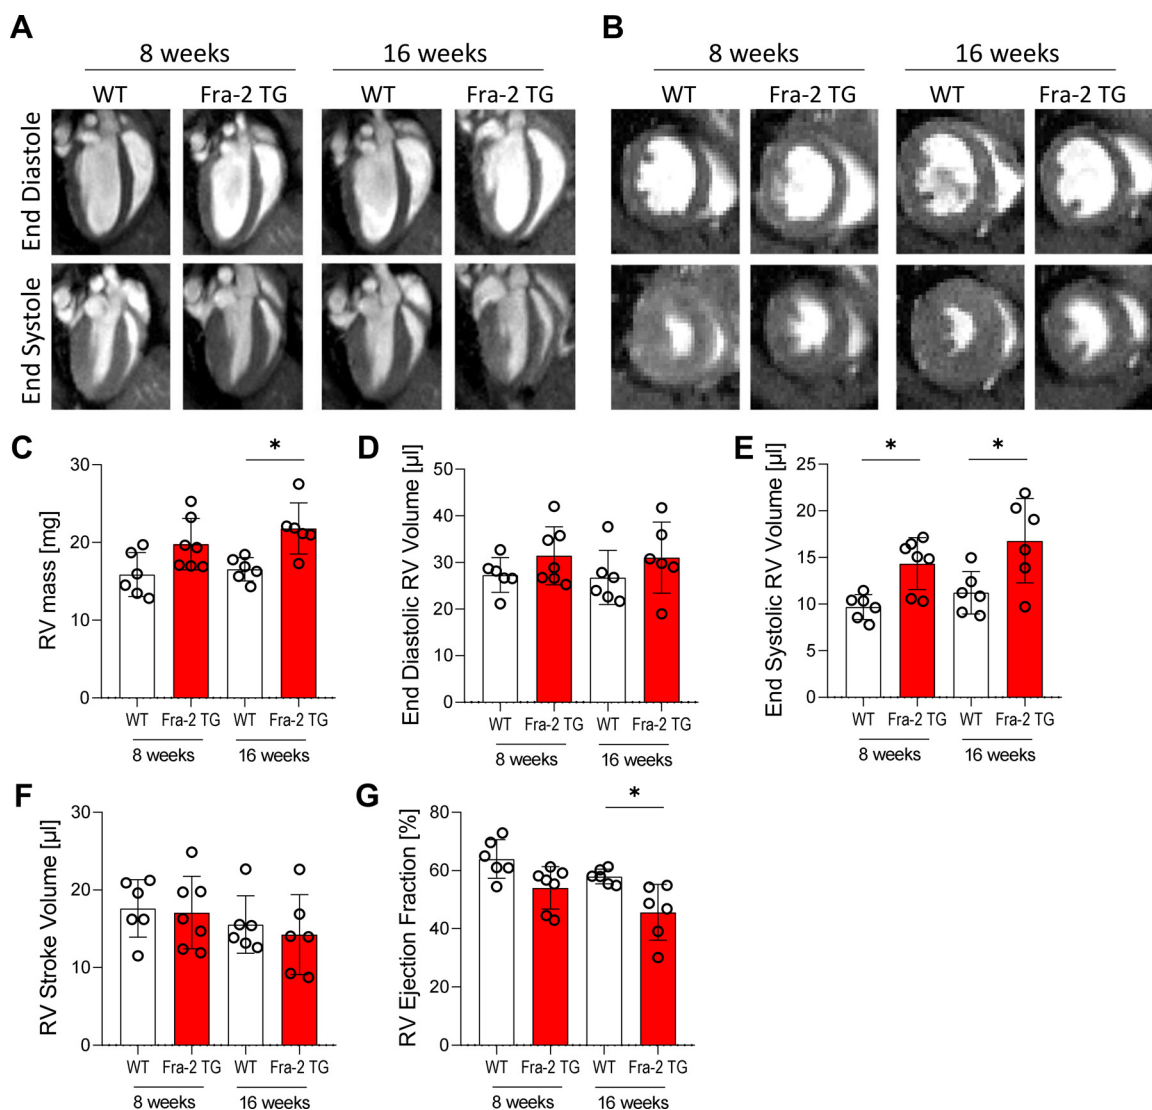 A
B
8 weeks
16 weeks
8 weeks
16 weeks
WT
Fra-2 TG
WT
Fra-2 TG
WT
Fra-2 TG
WT
Fra-2 TG
End Diastole
End Systole
C
RV mass [mg]
30
20
10
0
*
WT
Fra-2 TG
WT
Fra-2 TG
8 weeks
16 weeks
D
End Diastolic RV Volume [µl]
50
40
30
20
10
0
WT
Fra-2 TG
WT
Fra-2 TG
8 weeks
16 weeks
E
End Systolic RV Volume [µl]
25
20
15
10
5
0
*
*
WT
Fra-2 TG
WT
Fra-2 TG
8 weeks
16 weeks
F
RV Stroke Volume [µl]
30
20
10
0
WT
Fra-2 TG
WT
Fra-2 TG
8 weeks
16 weeks
G
RV Ejection Fraction [%]
80
60
40
20
0
*
WT
Fra-2 TG
WT
Fra-2 TG
8 weeks
16 weeks